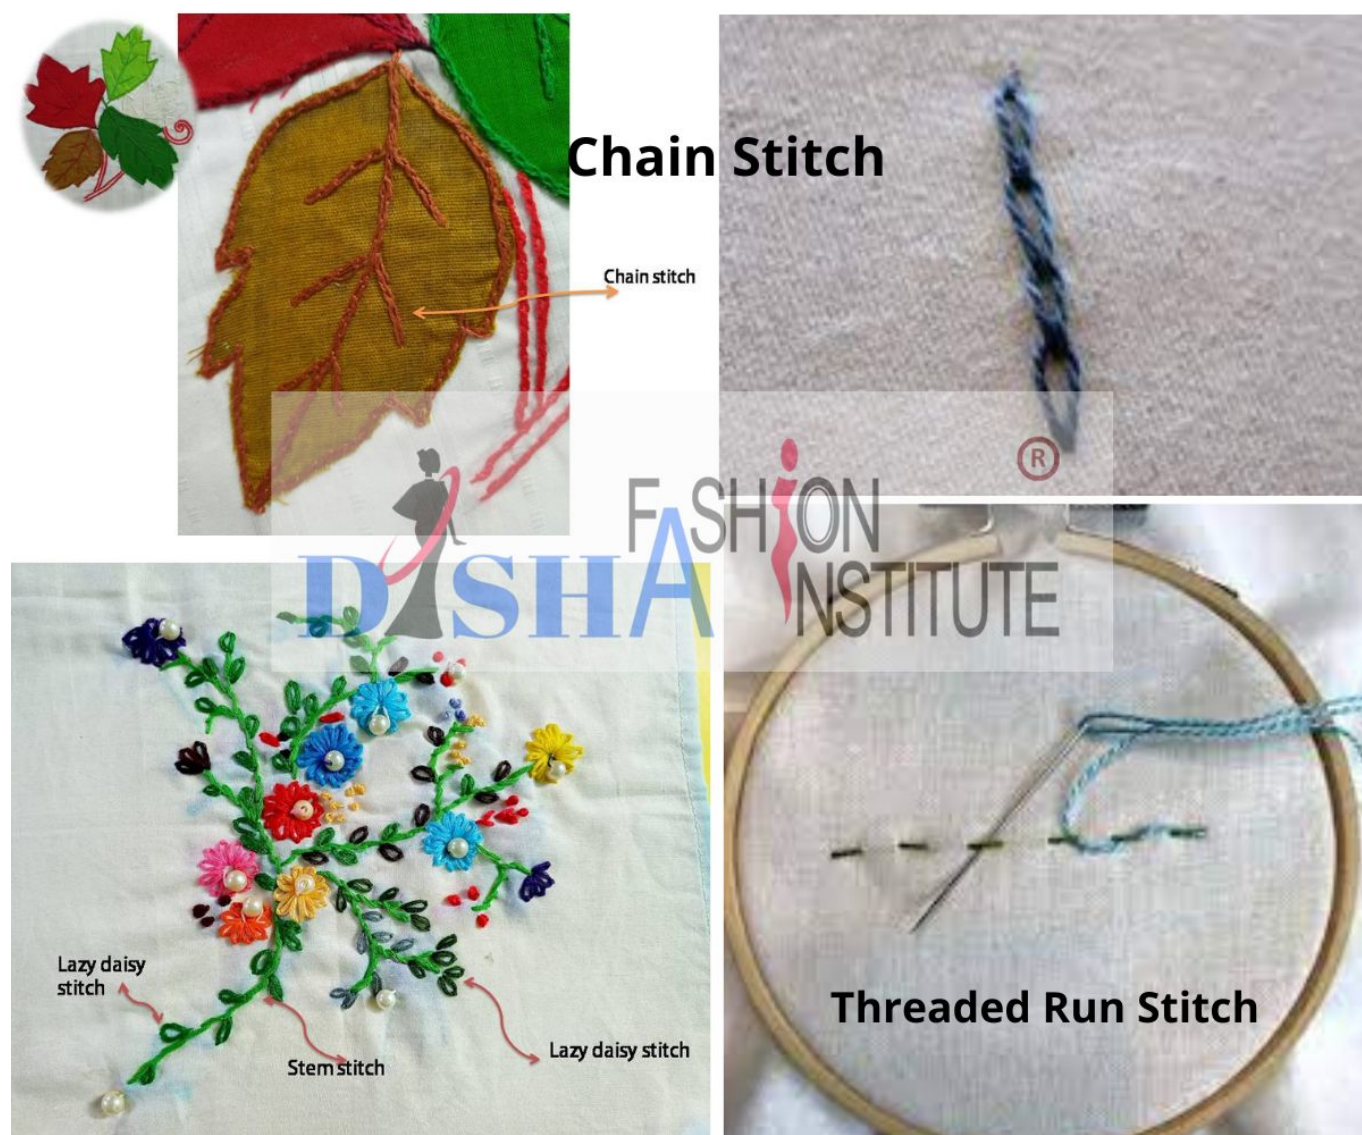 Chain Stitch
Chain stitch
®
FASHION
DISHA INSTITUTE
Lazy daisy
stitch
Stem stitch
Lazy daisy stitch
Threaded Run Stitch